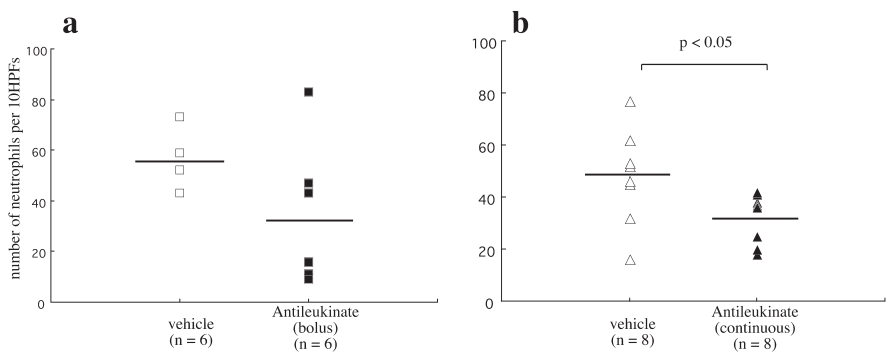 a
number of neutrophils per 10HPFs
100
80
60
40
20
0
vehicle
(n = 6)
Antileukinate
(bolus)
(n = 6)
b
p < 0.05
100
80
60
40
20
0
vehicle
(n = 8)
Antileukinate
(continuous)
(n = 8)